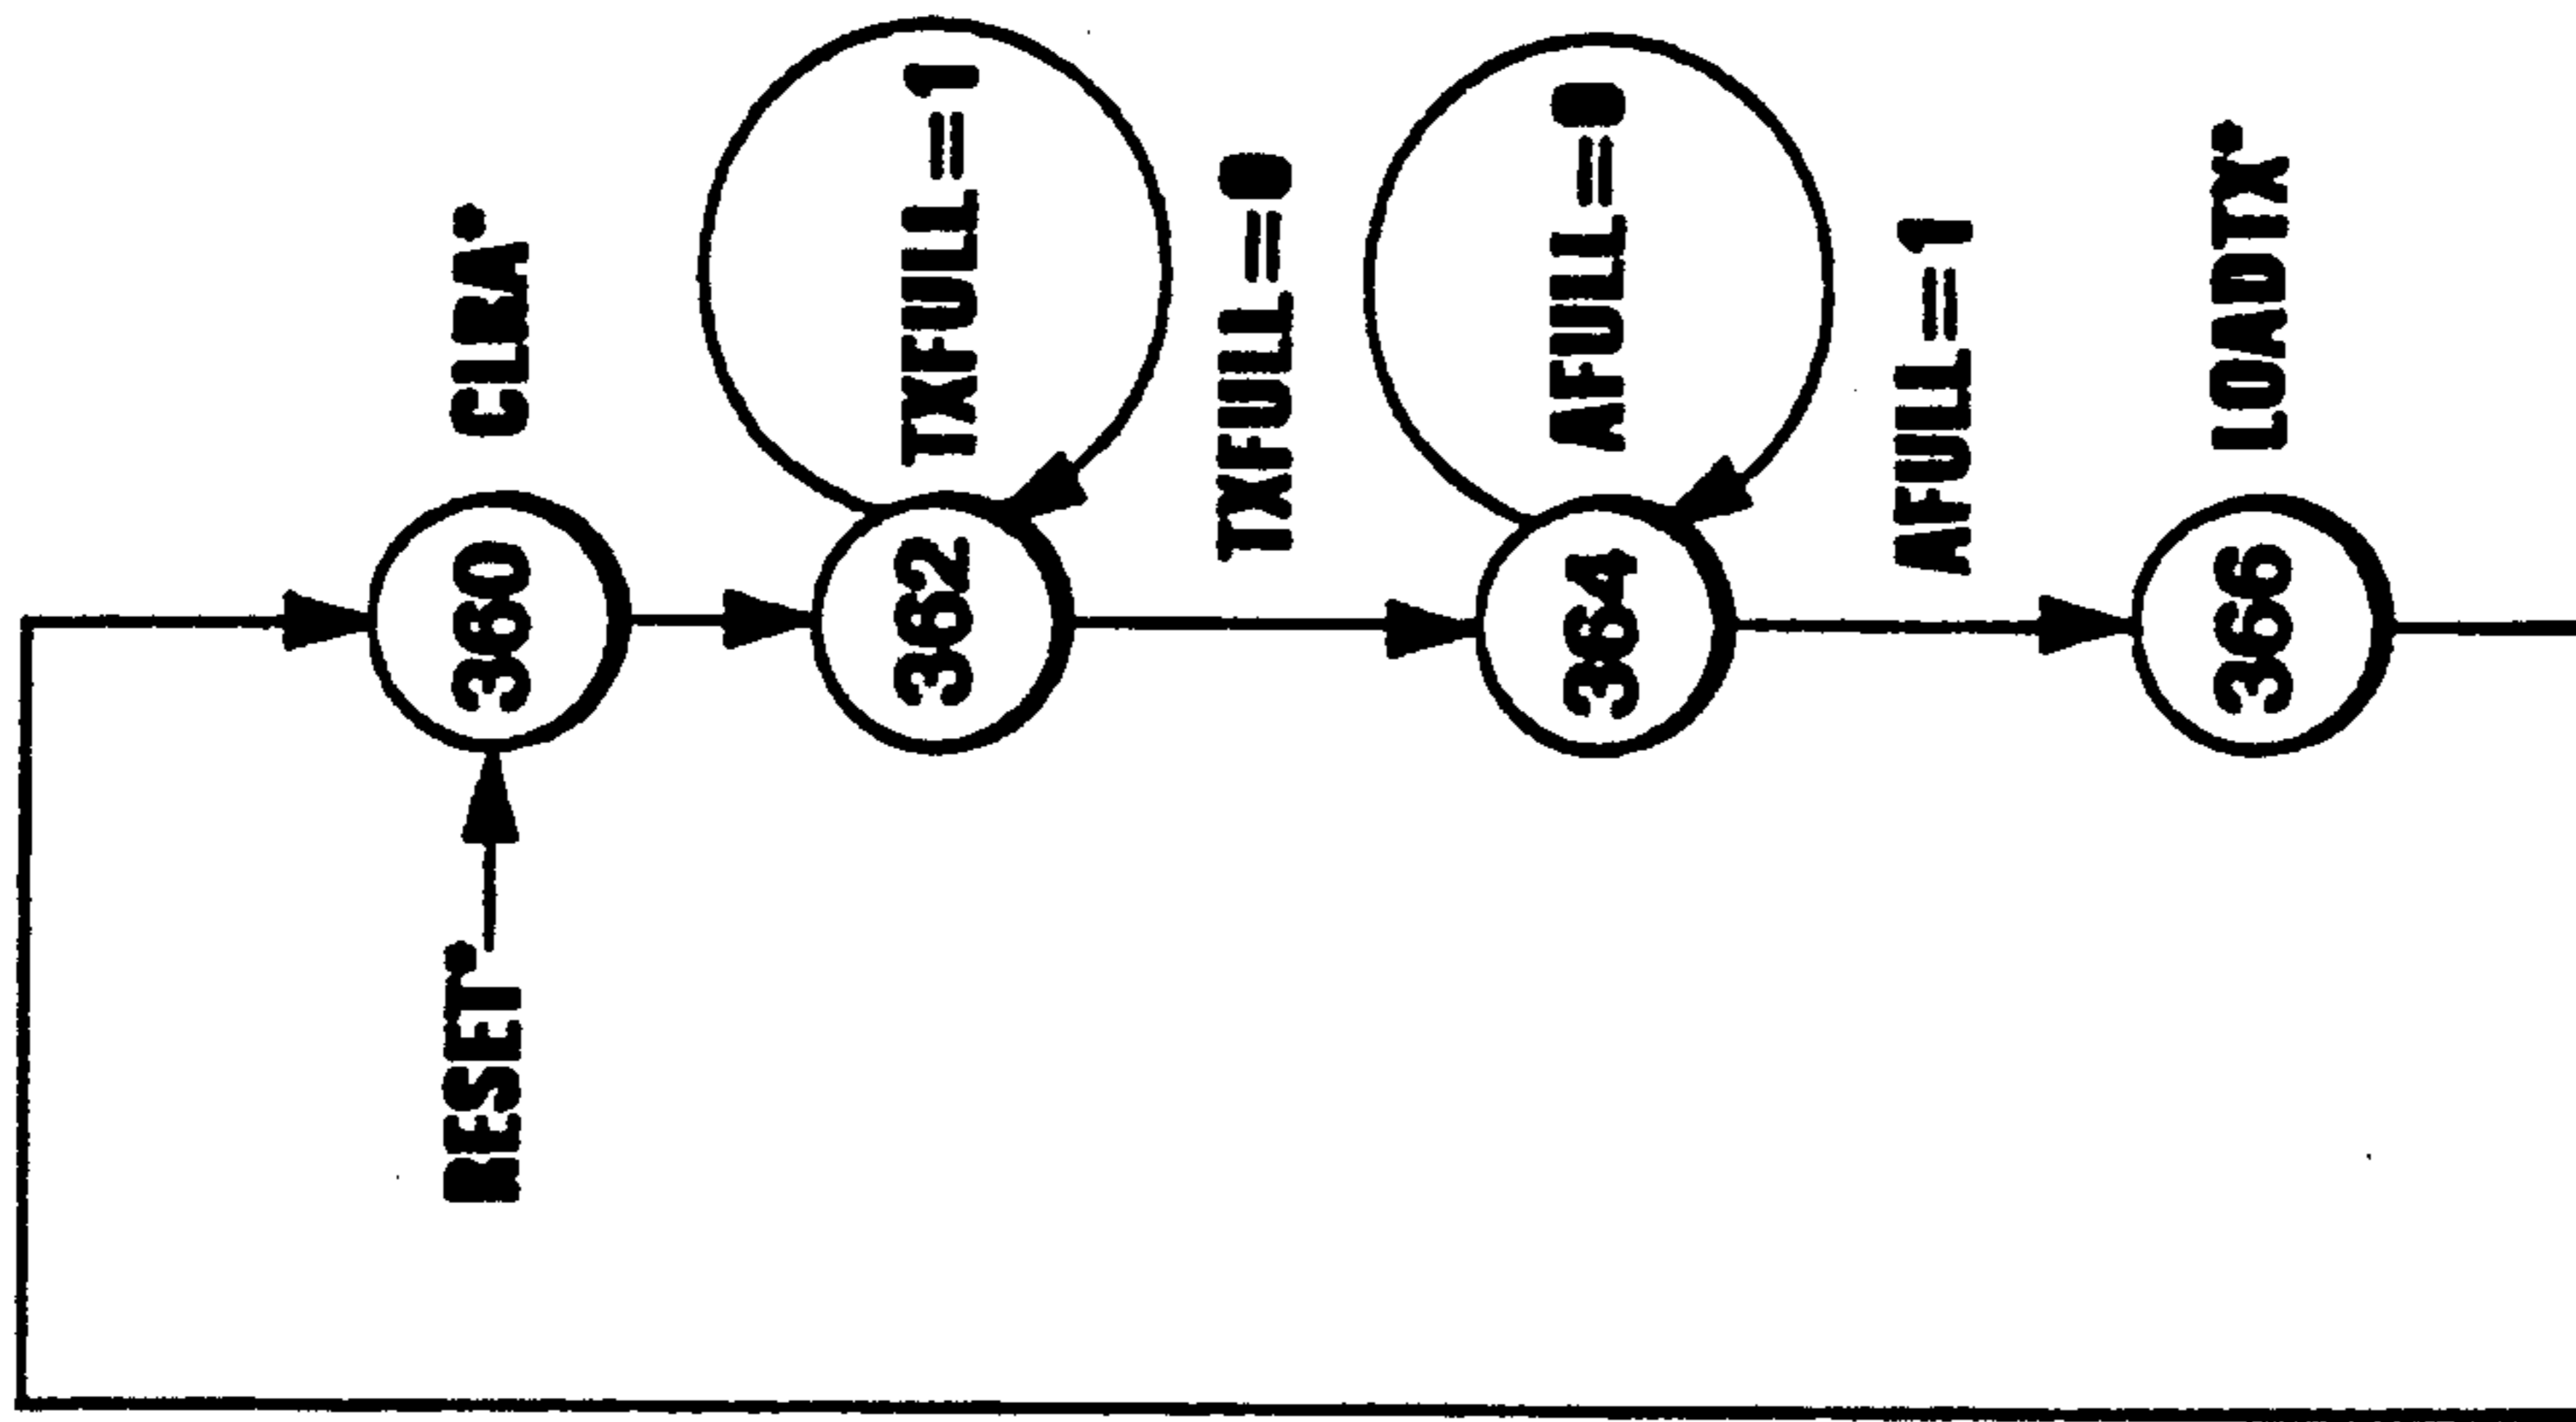 RESET*
360
CLRA*
362
TXFULL=1
TXFULL=0
364
AFULL=0
AFULL=1
366
LOADTX*